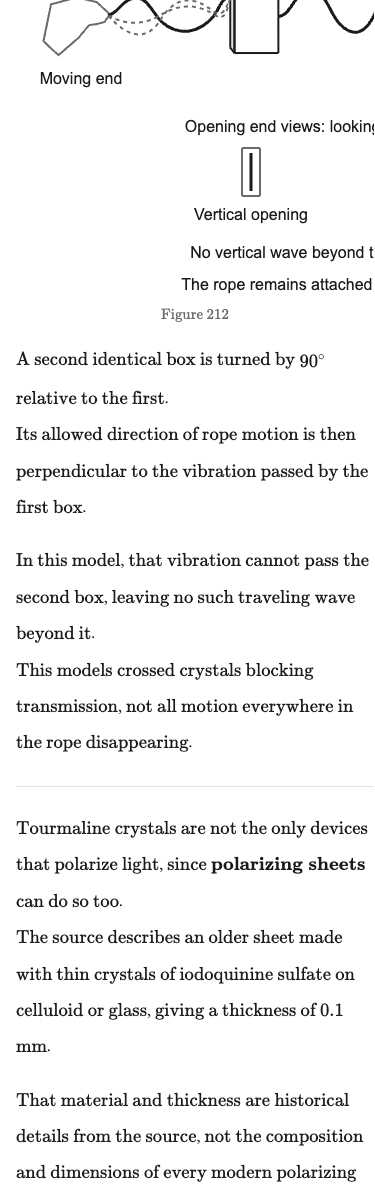 Moving end
Opening end views: looking
Vertical opening
No vertical wave beyond t
The rope remains attached
Figure 212
A second identical box is turned by 90°
relative to the first.
Its allowed direction of rope motion is then
perpendicular to the vibration passed by the
first box.
In this model, that vibration cannot pass the
second box, leaving no such traveling wave
beyond it.
This models crossed crystals blocking
transmission, not all motion everywhere in
the rope disappearing.
Tourmaline crystals are not the only devices
that polarize light, since polarizing sheets
can do so too.
The source describes an older sheet made
with thin crystals of iodoquinine sulfate on
celluloid or glass, giving a thickness of 0.1
mm.
That material and thickness are historical
details from the source, not the composition
and dimensions of every modern polarizing